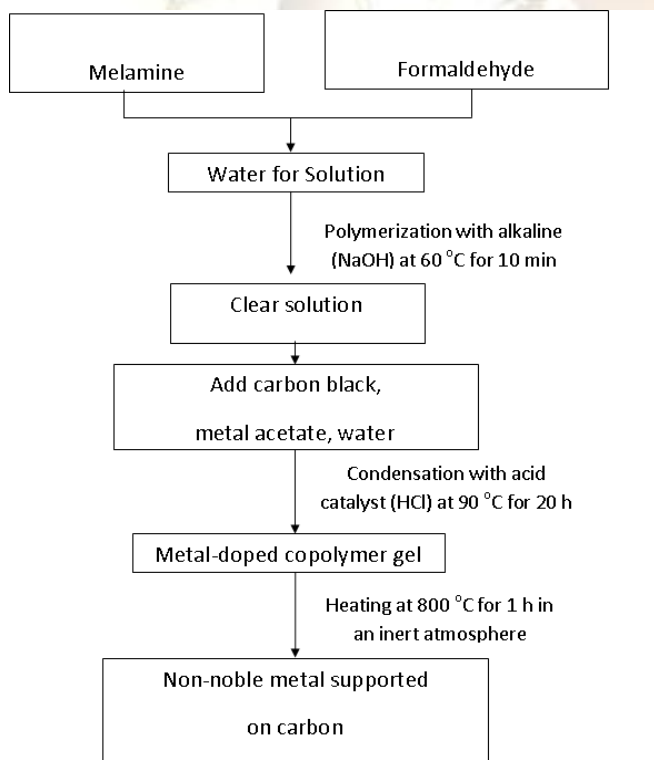 Melamine
Formaldehyde
Water for Solution
Polymerization with alkaline
(NaOH) at 60 °C for 10 min
Clear solution
Add carbon black,
metal acetate, water
Condensation with acid
catalyst (HCl) at 90 °C for 20 h
Metal-doped copolymer gel
Heating at 800 °C for 1 h in
an inert atmosphere
Non-noble metal supported
on carbon